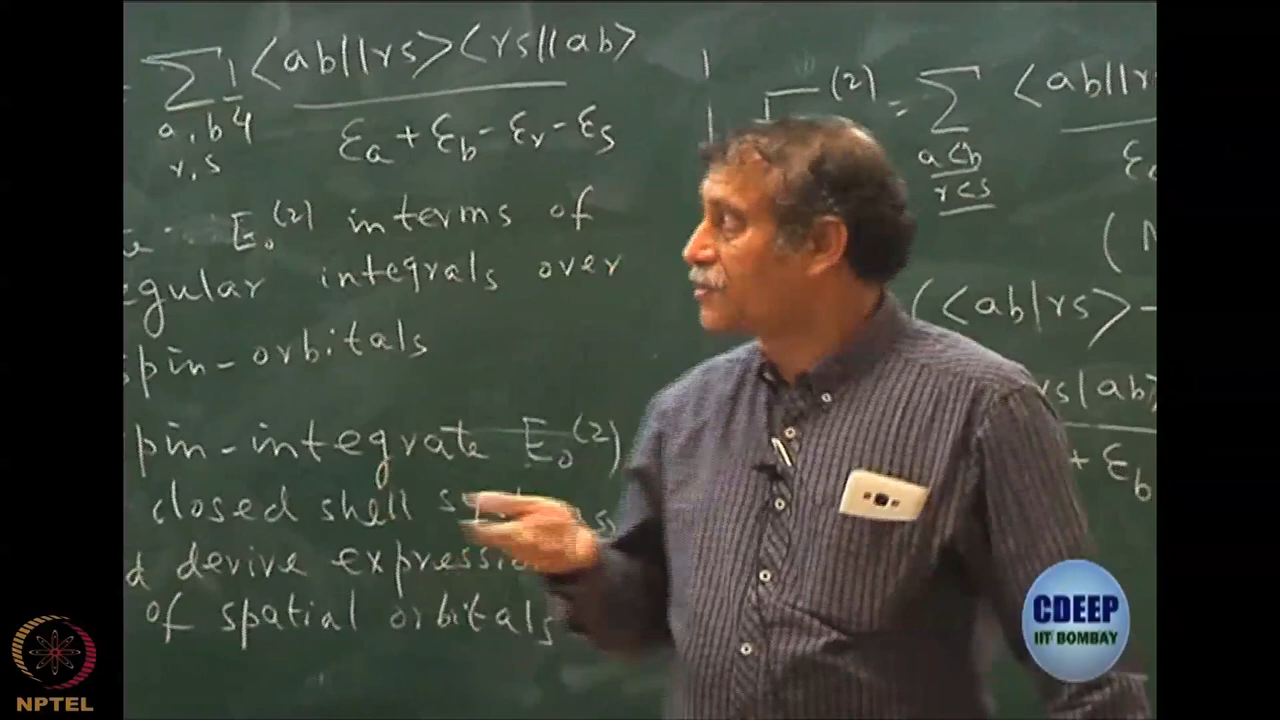 ∑ 1/4 <ab||rs><rs||ab>
a,b
r,s
εa + εb - εr - εs
E₀(2) in terms of
egular integrals over
spin-orbitals
pin-integrate E₀(2)
closed shell
derive
of spatial orbitals
(2) = ∑ <ab||rs
a<b
r<s
(<ab|rs> -
rs|ab>
+ εb
CDEEP
IIT BOMBAY
NPTEL